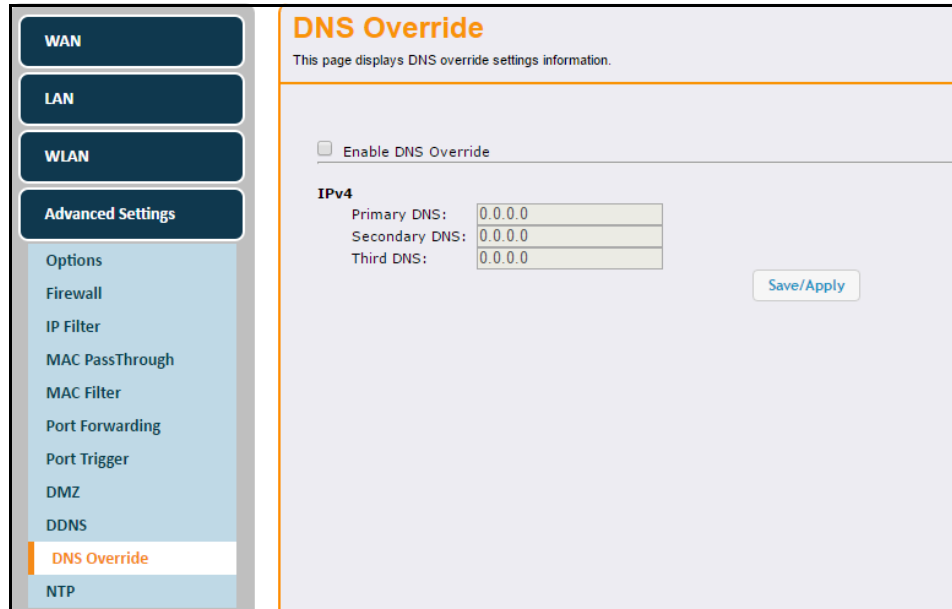 WAN
LAN
WLAN
Advanced Settings
Options
Firewall
IP Filter
MAC PassThrough
MAC Filter
Port Forwarding
Port Trigger
DMZ
DDNS
DNS Override
NTP
DNS Override
This page displays DNS override settings information.
Enable DNS Override
IPv4
Primary DNS: 0.0.0.0
Secondary DNS: 0.0.0.0
Third DNS: 0.0.0.0
Save/Apply